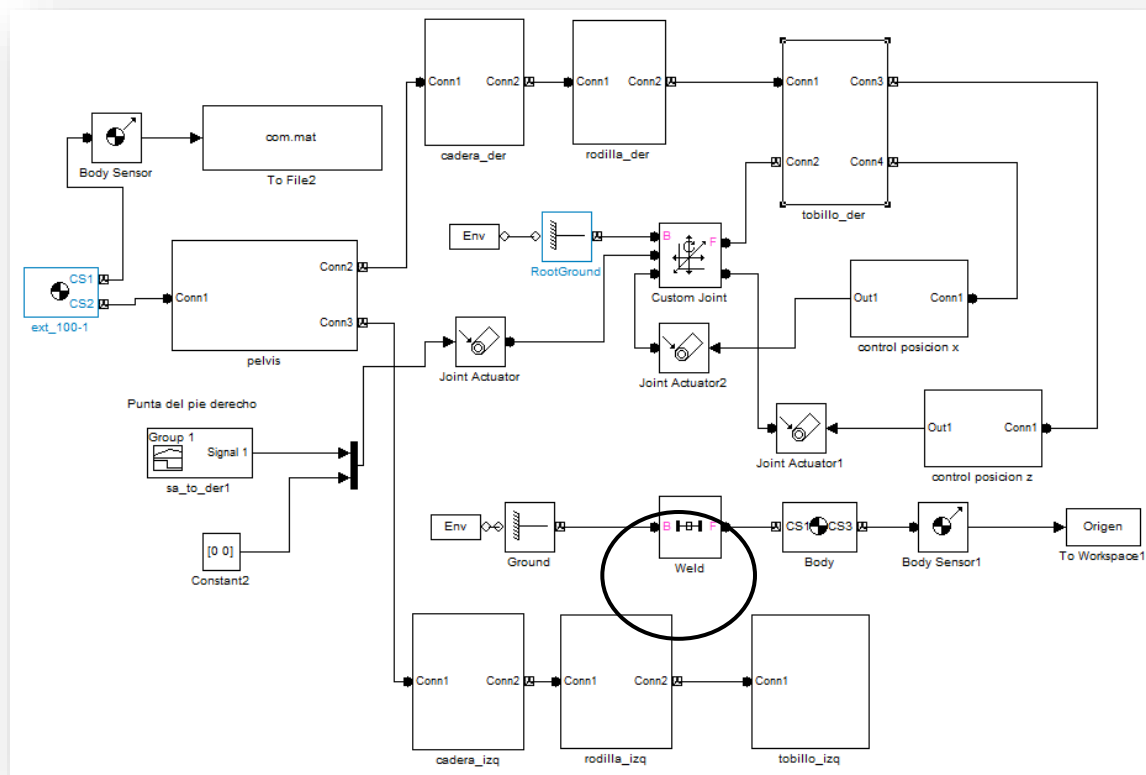 Conn1
Conn2
cadera_der
Conn1
Conn2
rodilla_der
Conn1
Conn3
Conn2
Conn4
tobillo_der
Body Sensor
com.mat
To File2
Env
RootGround
B
F
Custom Joint
CS1
CS2
ext_100-1
Conn1
Conn2
Conn3
pelvis
Joint Actuator
Joint Actuator2
Out1
Conn1
control posicion x
Joint Actuator1
Out1
Conn1
control posicion z
Punta del pie derecho
Group 1
Signal 1
sa_to_der1
[0 0]
Constant2
Env
Ground
B
F
Weld
CS1
CS3
Body
Body Sensor1
Origen
To Workspace1
Conn1
Conn2
cadera_izq
Conn1
Conn2
rodilla_izq
Conn1
tobillo_izq